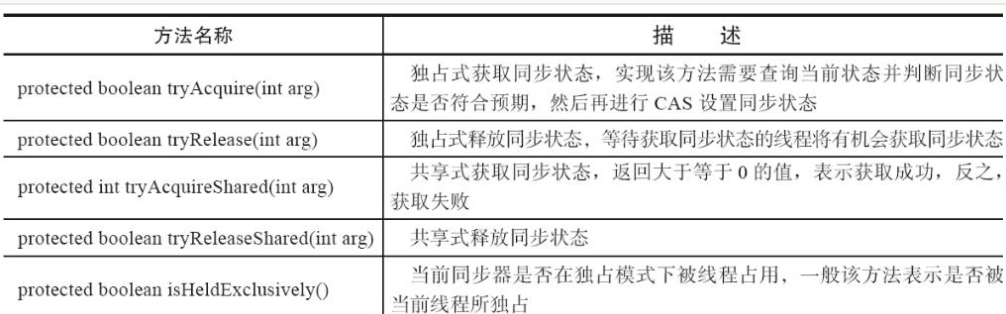 方法名称 描 述
protected boolean tryAcquire(int arg) 独占式获取同步状态，实现该方法需要查询当前状态并判断同步状
态是否符合预期，然后再进行 CAS 设置同步状态
protected boolean tryRelease(int arg) 独占式释放同步状态，等待获取同步状态的线程将有机会获取同步状态
protected int tryAcquireShared(int arg) 共享式获取同步状态，返回大于等于 0 的值，表示获取成功，反之，
获取失败
protected boolean tryReleaseShared(int arg) 共享式释放同步状态
protected boolean isHeldExclusively() 当前同步器是否在独占模式下被线程占用，一般该方法表示是否被
当前线程所独占